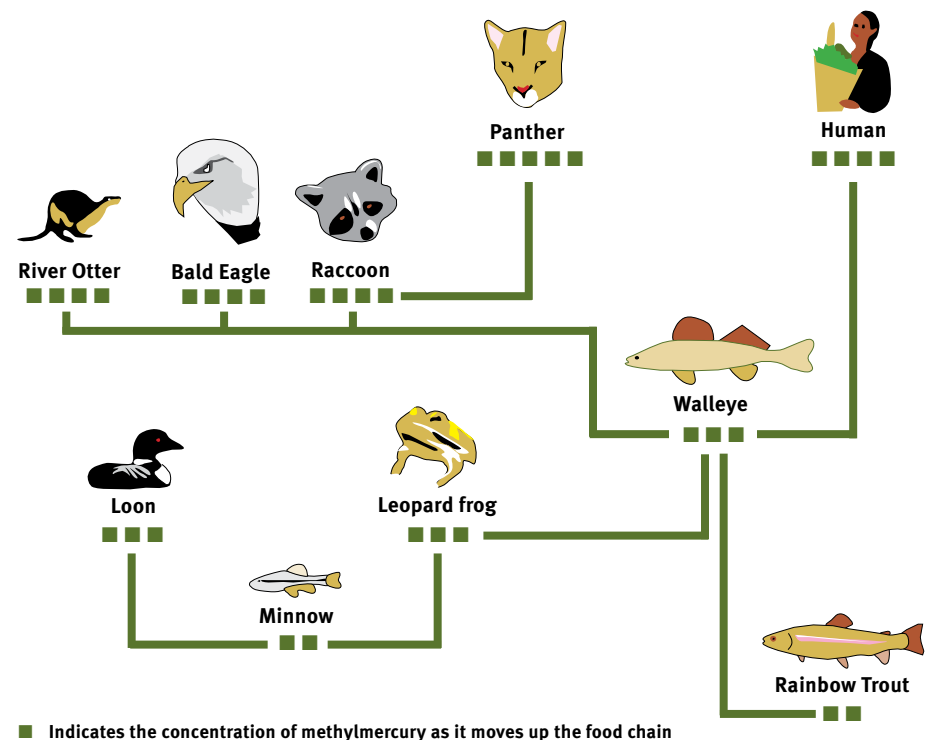 Panther
Human
River Otter
Bald Eagle
Raccoon
Walleye
Loon
Leopard frog
Minnow
Rainbow Trout
Indicates the concentration of methylmercury as it moves up the food chain